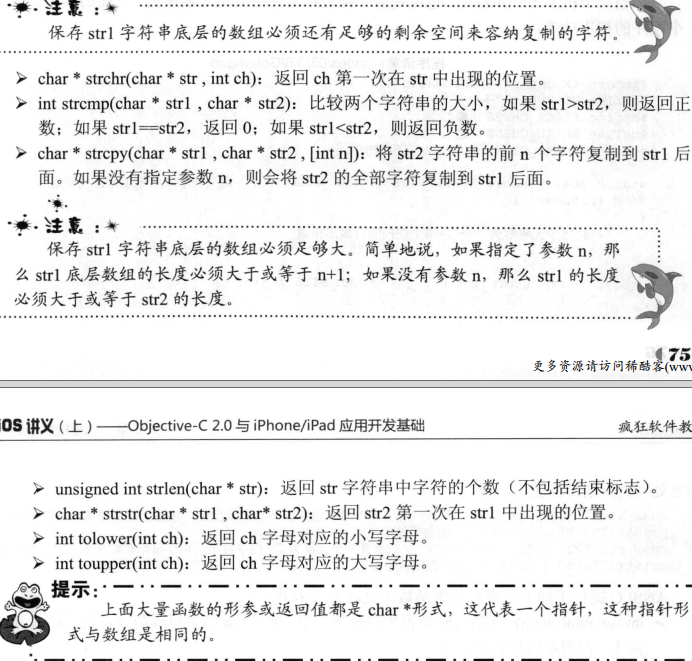 注意：
保存 str1 字符串底层的数组必须还有足够的剩余空间来容纳复制的字符。
➢ char * strchr(char * str , int ch)：返回 ch 第一次在 str 中出现的位置。
➢ int strcmp(char * str1 , char * str2)：比较两个字符串的大小，如果 str1>str2，则返回正
数；如果 str1==str2，返回 0；如果 str1<str2，则返回负数。
➢ char * strcpy(char * str1 , char * str2 , [int n])：将 str2 字符串的前 n 个字符复制到 str1 后
面。如果没有指定参数 n，则会将 str2 的全部字符复制到 str1 后面。
注意：
保存 str1 字符串底层的数组必须足够大。简单地说，如果指定了参数 n，那
么 str1 底层数组的长度必须大于或等于 n+1；如果没有参数 n，那么 str1 的长度
必须大于或等于 str2 的长度。
75
更多资源请访问稀酷客(www
iOS 讲义（上）——Objective-C 2.0 与 iPhone/iPad 应用开发基础 疯狂软件教
➢ unsigned int strlen(char * str)：返回 str 字符串中字符的个数（不包括结束标志）。
➢ char * strstr(char * str1 , char* str2)：返回 str2 第一次在 str1 中出现的位置。
➢ int tolower(int ch)：返回 ch 字母对应的小写字母。
➢ int toupper(int ch)：返回 ch 字母对应的大写字母。
提示：
上面大量函数的形参或返回值都是 char *形式，这代表一个指针，这种指针形
式与数组是相同的。